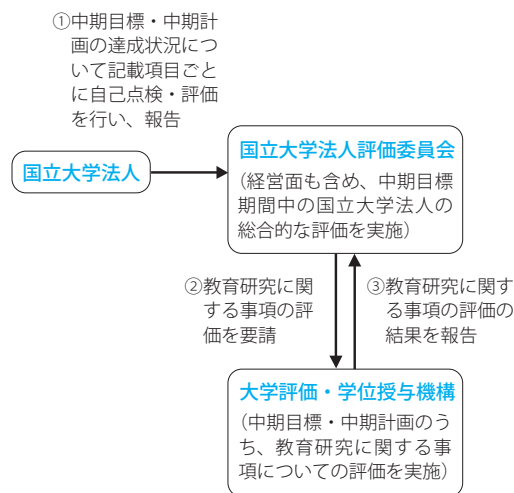 ①中期目標・中期計
画の達成状況につ
いて記載項目ごと
に自己点検・評価
を行い、報告
国立大学法人
国立大学法人評価委員会
（経営面も含め、中期目標
期間中の国立大学法人の
総合的な評価を実施）
②教育研究に関
する事項の評
価を要請
③教育研究に関す
る事項の評価の
結果を報告
大学評価・学位授与機構
（中期目標・中期計画のう
ち、教育研究に関する事
項についての評価を実施）